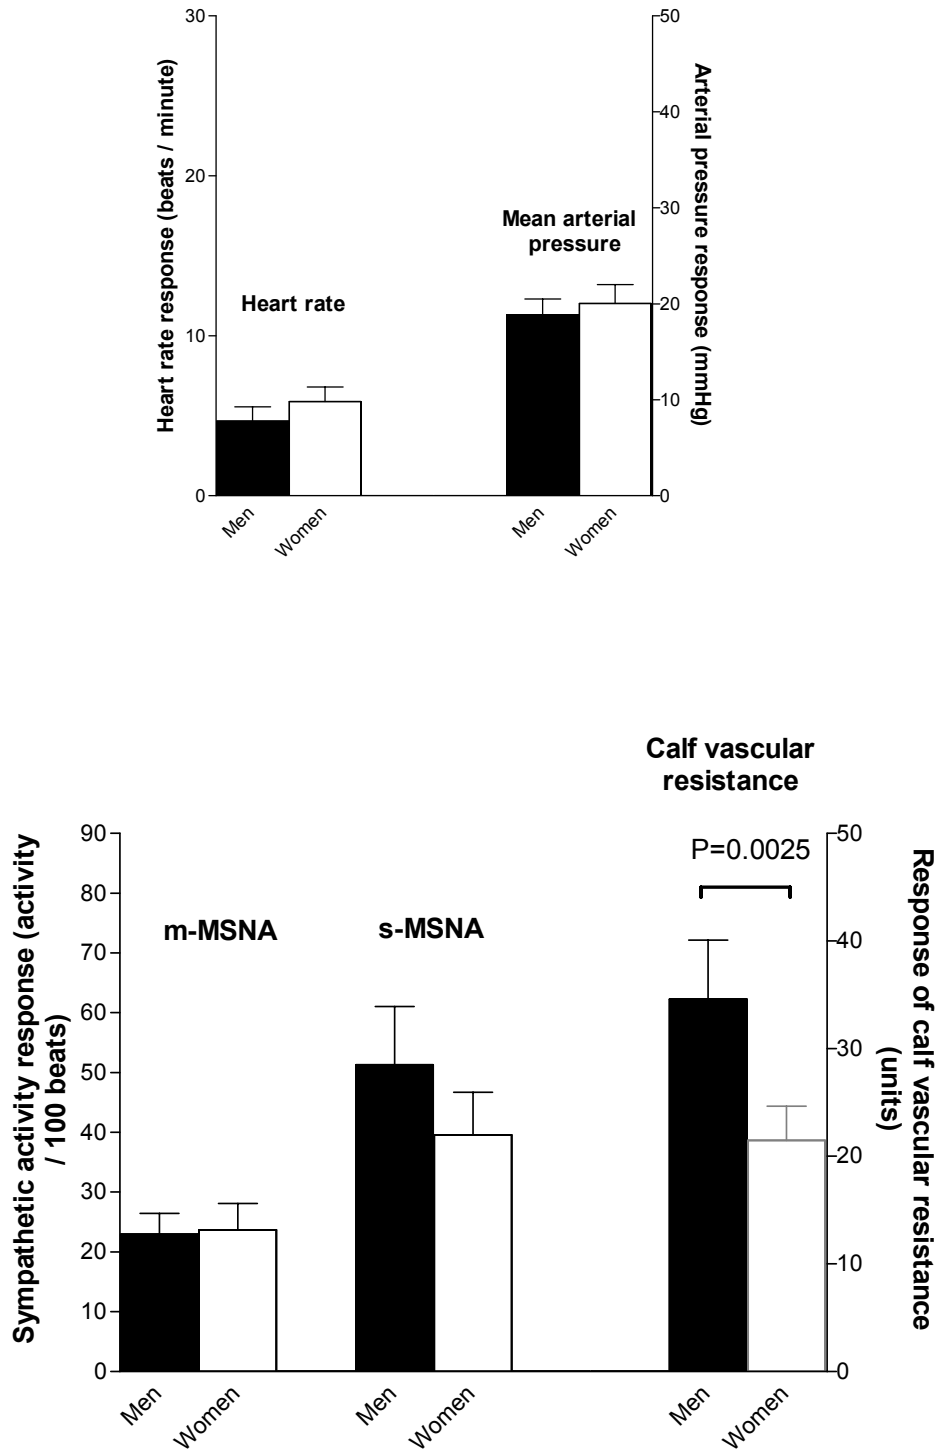 30
20
10
0
Heart rate response (beats / minute)
Heart rate
Mean arterial
pressure
50
40
30
20
10
0
Arterial pressure response (mmHg)
Men
Women
Men
Women
Calf vascular
resistance
P=0.0025
m-MSNA
s-MSNA
90
80
70
60
50
40
30
20
10
0
Sympathetic activity response (activity
/ 100 beats)
50
40
30
20
10
0
Response of calf vascular resistance
(units)
Men
Women
Men
Women
Men
Women